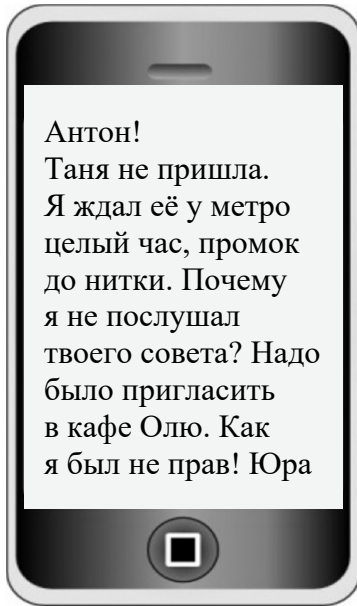 Антон!
Таня не пришла.
Я ждал её у метро
целый час, промок
до нитки. Почему
я не послушал
твоего совета? Надо
было пригласить
в кафе Олю. Как
я был не прав! Юра